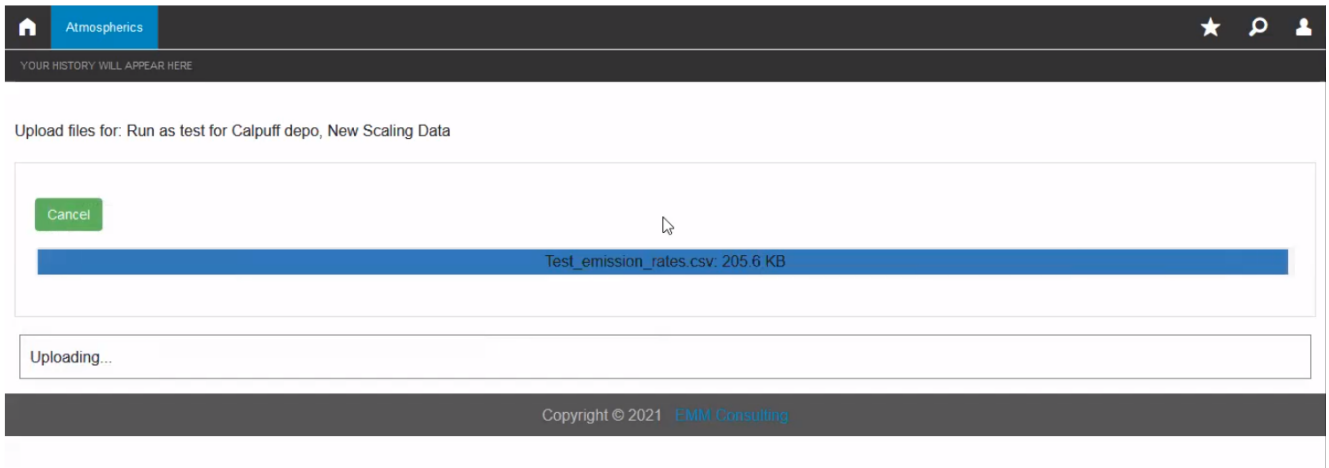 Atmospherics
YOUR HISTORY WILL APPEAR HERE
Upload files for: Run as test for Calpuff depo, New Scaling Data
Cancel
Test_emission_rates.csv: 205.6 KB
Uploading...
Copyright © 2021 EMM Consulting